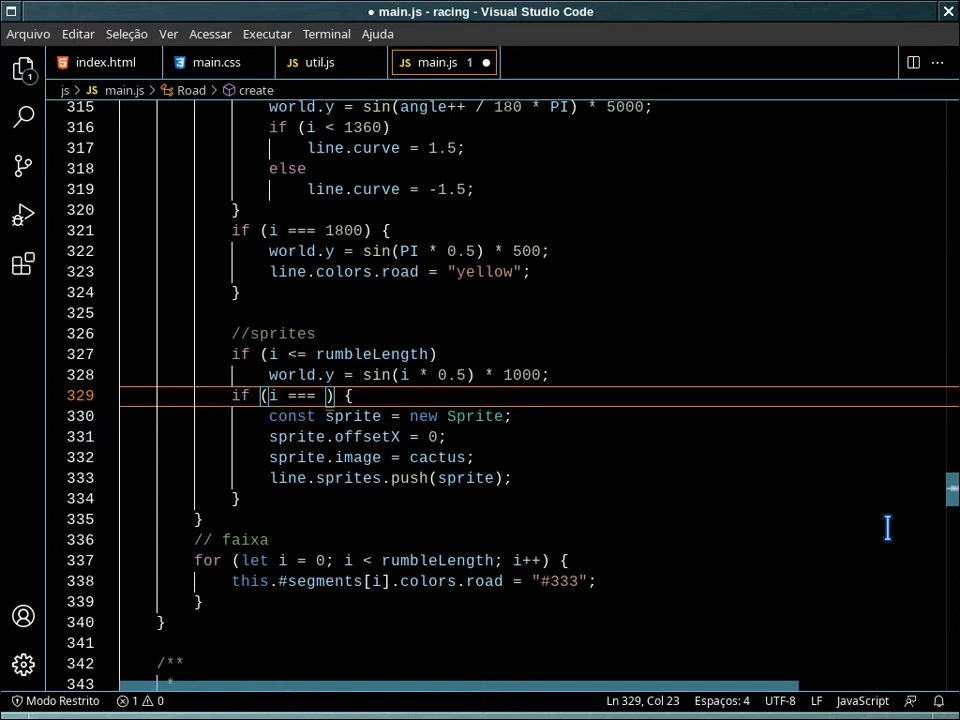 ● main.js - racing - Visual Studio Code
Arquivo Editar Seleção Ver Acessar Executar Terminal Ajuda
index.html main.css JS util.js JS main.js 1 ●
js > JS main.js > Road > create
315 world.y = sin(angle++ / 180 * PI) * 5000;
316 if (i < 1360)
317 line.curve = 1.5;
318 else
319 line.curve = -1.5;
320 }
321 if (i === 1800) {
322 world.y = sin(PI * 0.5) * 500;
323 line.colors.road = "yellow";
324 }
325
326 //sprites
327 if (i <= rumbleLength)
328 world.y = sin(i * 0.5) * 1000;
329 if (i === ) {
330 const sprite = new Sprite;
331 sprite.offsetX = 0;
332 sprite.image = cactus;
333 line.sprites.push(sprite);
334 }
335 }
336 // faixa
337 for (let i = 0; i < rumbleLength; i++) {
338 this.#segments[i].colors.road = "#333";
339 }
340 }
341
342 /**
343 *
Modo Restrito 1 0 Ln 329, Col 23 Espaços: 4 UTF-8 LF JavaScript